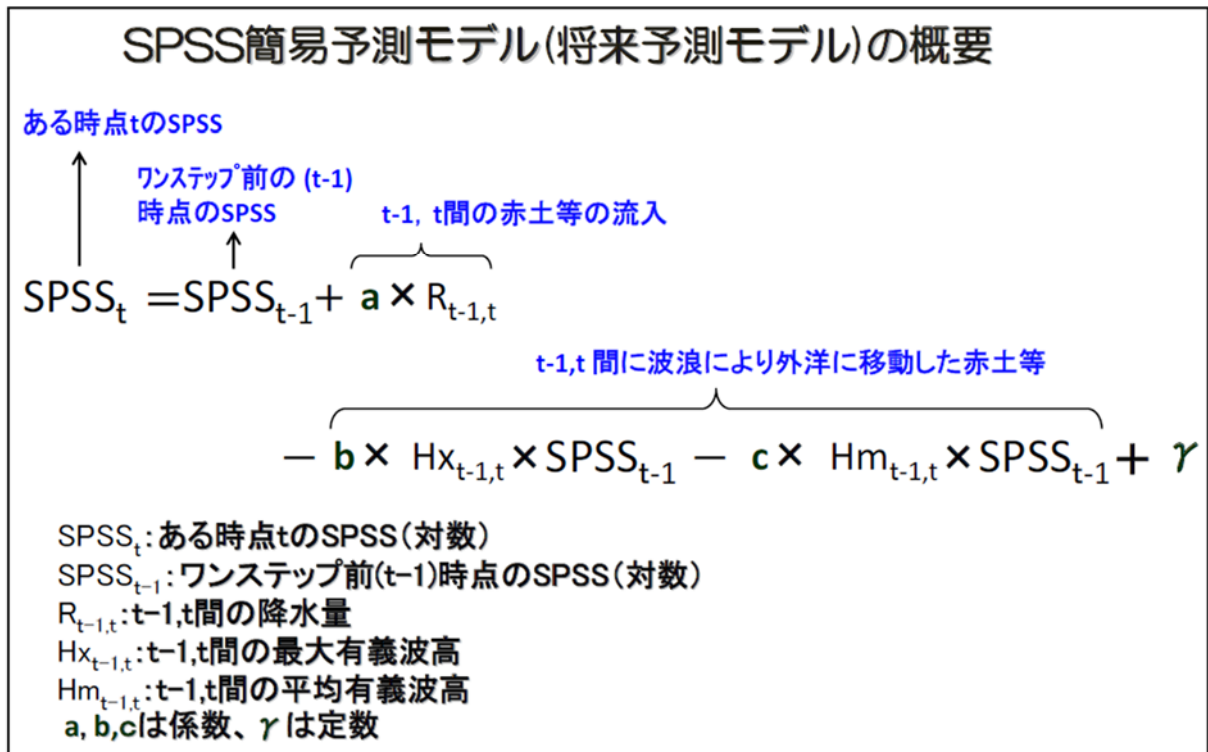 SPSS簡易予測モデル(将来予測モデル)の概要
ある時点tのSPSS
ワンステップ前の (t-1)
時点のSPSS
t-1, t間の赤土等の流入
SPSSt =SPSSt-1+ a × Rt-1,t
t-1,t 間に波浪により外洋に移動した赤土等
− b × Hxt-1,t × SPSSt-1 − c × Hmt-1,t × SPSSt-1 + γ
SPSSt:ある時点tのSPSS(対数)
SPSSt-1:ワンステップ前(t-1)時点のSPSS(対数)
Rt-1,t:t-1,t間の降水量
Hxt-1,t:t-1,t間の最大有義波高
Hmt-1,t:t-1,t間の平均有義波高
a, b,cは係数、γは定数